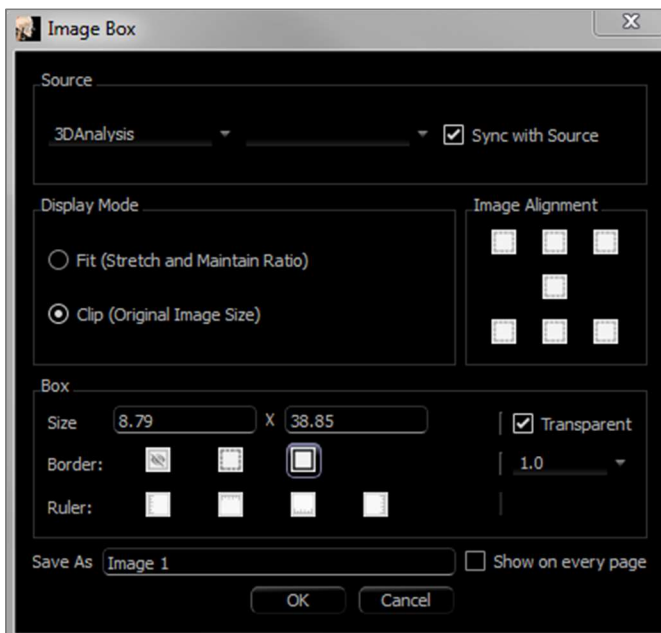 Image Box
Source
3DAnalysis
Sync with Source
Display Mode
Image Alignment
Fit (Stretch and Maintain Ratio)
Clip (Original Image Size)
Box
Size 8.79 X 38.85 Transparent
Border: 1.0
Ruler:
Save As Image 1 Show on every page
OK Cancel